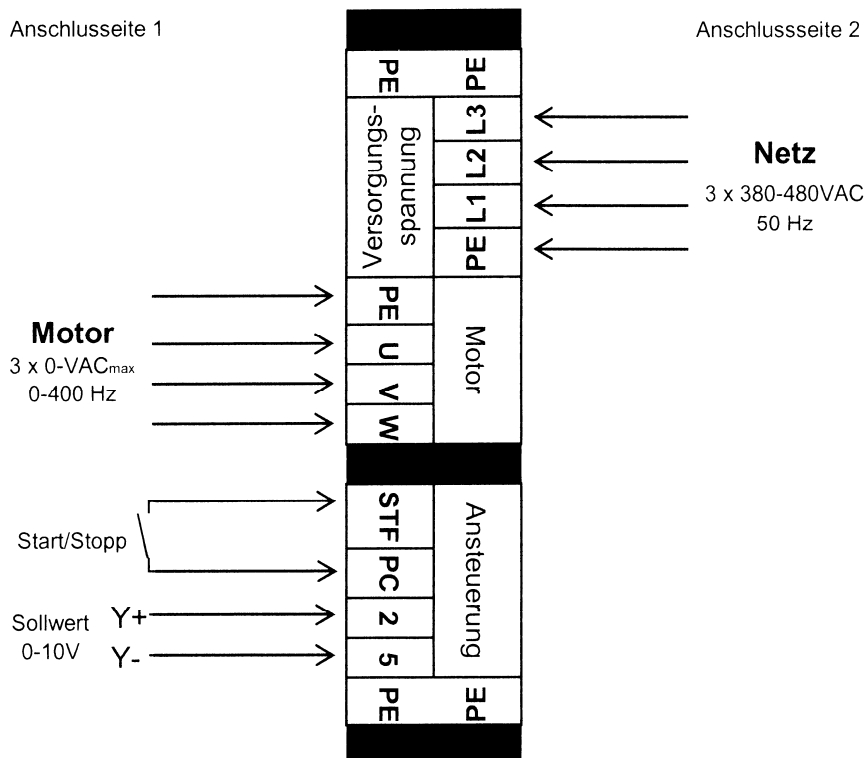 Anschlusseite 1
Anschlussseite 2
PE
PE
Versorgungs-
spannung
L3
L2
L1
PE
Netz
3 x 380-480VAC
50 Hz
Motor
3 x 0-VACmax
0-400 Hz
PE
U
V
W
Motor
Start/Stopp
STF
PC
Sollwert
0-10V
Y+
Y-
2
5
Ansteuerung
PE
PE